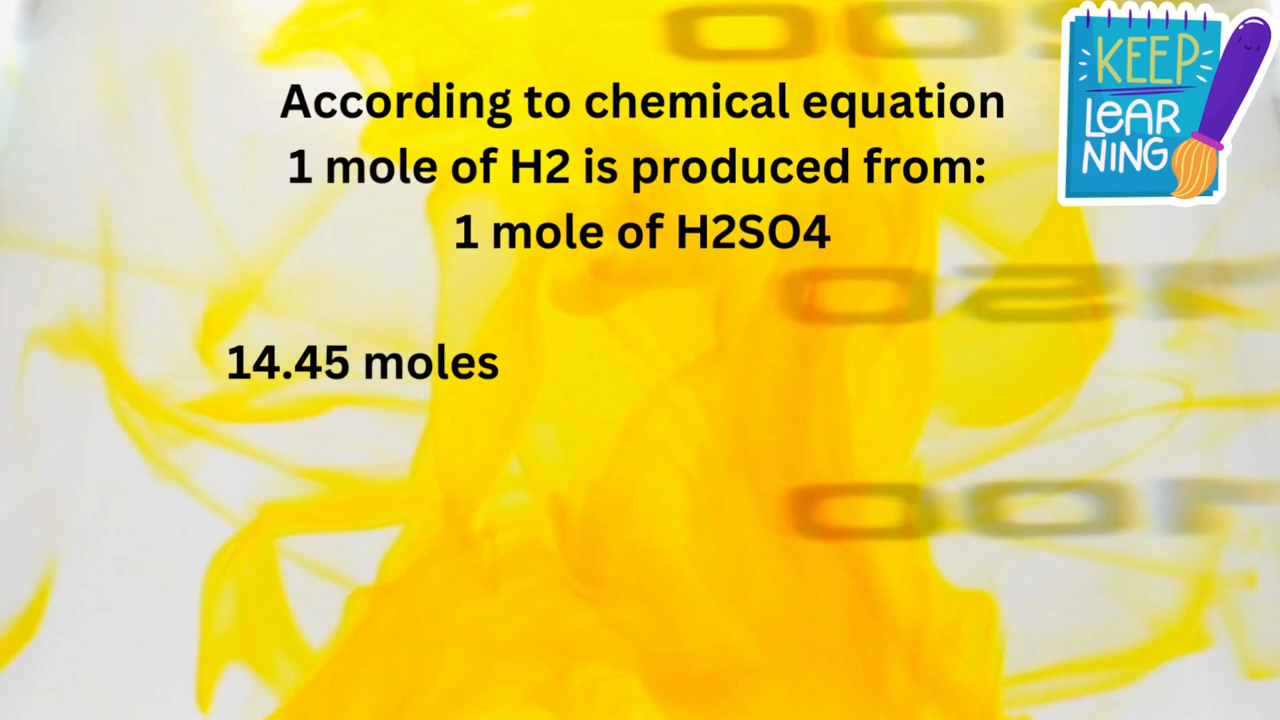 According to chemical equation
1 mole of H2 is produced from:
1 mole of H2SO4
14.45 moles
KEEP
LEAR
NING